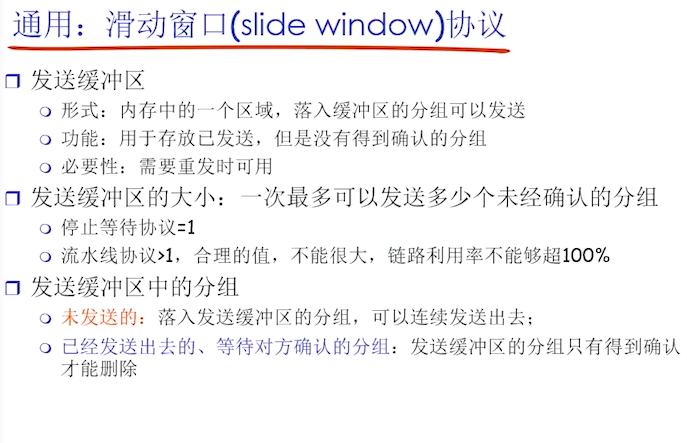 通用：滑动窗口(slide window)协议
发送缓冲区
形式：内存中的一个区域，落入缓冲区的分组可以发送
功能：用于存放已发送，但是没有得到确认的分组
必要性：需要重发时可用
发送缓冲区的大小：一次最多可以发送多少个未经确认的分组
停止等待协议=1
流水线协议>1，合理的值，不能很大，链路利用率不能够超100%
发送缓冲区中的分组
未发送的：落入发送缓冲区的分组，可以连续发送出去；
已经发送出去的、等待对方确认的分组：发送缓冲区的分组只有得到确认
才能删除